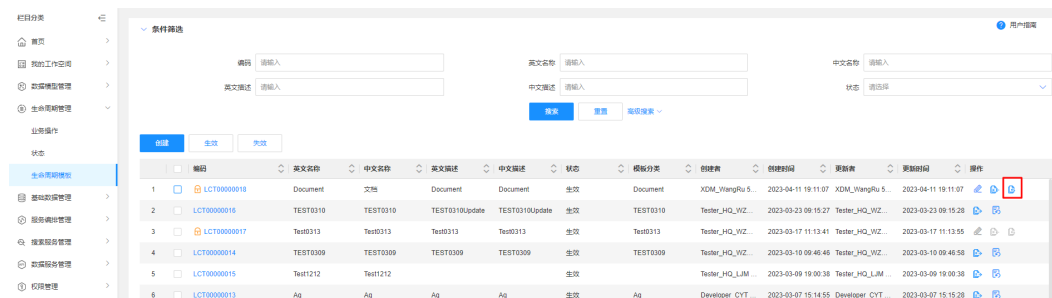 栏目分类
首页
我的工作空间
数据模型管理
生命周期管理
业务操作
状态
生命周期模板
基础数据管理
服务编排管理
搜索服务管理
数据服务管理
权限管理
条件筛选
用户指南
编码 请输入 英文名称 请输入 中文名称 请输入
英文描述 请输入 中文描述 请输入 状态 请选择
搜索 重置 高级搜索
创建 生效 失效
编码 英文名称 中文名称 英文描述 中文描述 状态 模板分类 创建者 创建时间 更新者 更新时间 操作
1 LCT00000018 Document 文档 Document Document 生效 Document XDM_WangRu 5... 2023-04-11 19:11:07 XDM_WangRu 5... 2023-04-11 19:11:07
2 LCT00000016 TEST0310 TEST0310 TEST0310Update TEST0310Update 生效 TEST0310 Tester_HQ_WZ... 2023-03-23 09:15:27 Tester_HQ_WZ... 2023-03-23 09:15:28
3 LCT00000017 Test0313 Test0313 Test0313 Test0313 生效 Test0313 Tester_HQ_WZ... 2023-03-17 11:13:41 Tester_HQ_WZ... 2023-03-17 11:13:55
4 LCT00000014 TEST0309 TEST0309 TEST0309 TEST0309 生效 TEST0309 Tester_HQ_WZ... 2023-03-10 09:46:46 Tester_HQ_WZ... 2023-03-10 09:46:58
5 LCT00000015 Test1212 Test1212 生效 Tester_HQ_LJM ... 2023-03-09 19:00:38 Tester_HQ_LJM ... 2023-03-09 19:00:38
6 LCT00000013 Ag Ag Ag Ag 生效 Ag Developer_CYT ... 2023-03-07 15:14:55 Developer_CYT ... 2023-03-07 15:15:28